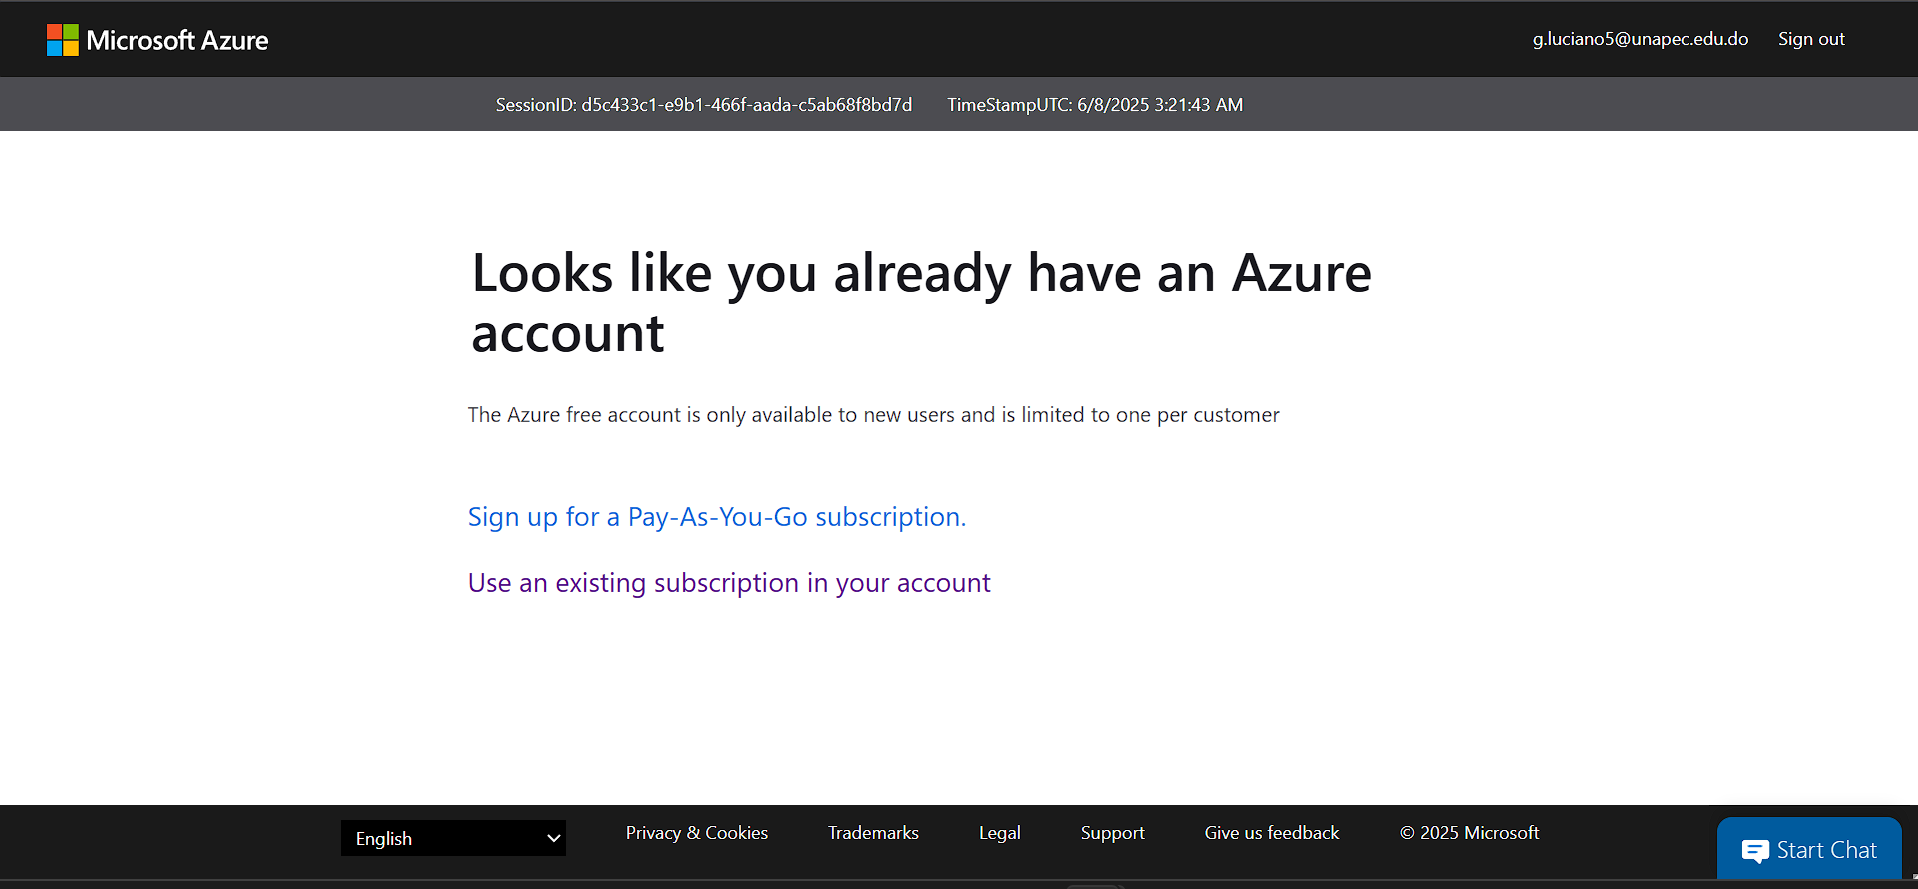 Microsoft Azure
g.luciano5@unapec.edu.do Sign out
SessionID: d5c433c1-e9b1-466f-aada-c5ab68f8bd7d TimeStampUTC: 6/8/2025 3:21:43 AM
Looks like you already have an Azure
account
The Azure free account is only available to new users and is limited to one per customer
Sign up for a Pay-As-You-Go subscription.
Use an existing subscription in your account
English Privacy & Cookies Trademarks Legal Support Give us feedback © 2025 Microsoft
Start Chat